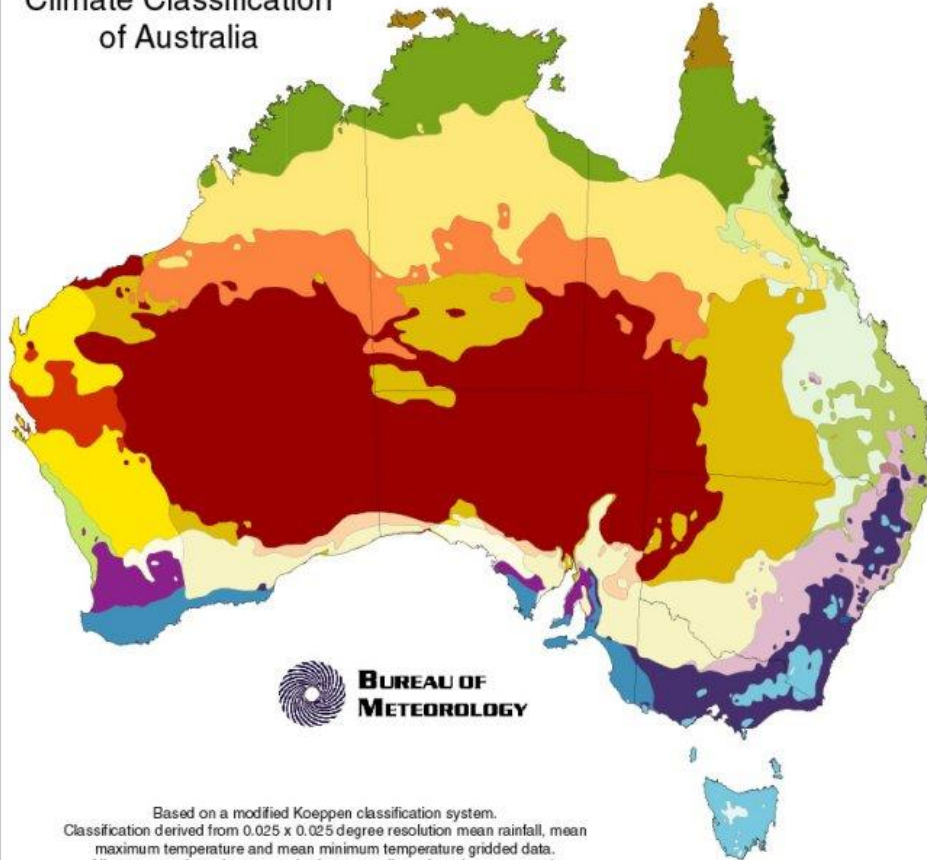 Climate Classification
of Australia
BUREAU OF
METEOROLOGY
Based on a modified Koeppen classification system.
Classification derived from 0.025 x 0.025 degree resolution mean rainfall, mean
maximum temperature and mean minimum temperature gridded data.